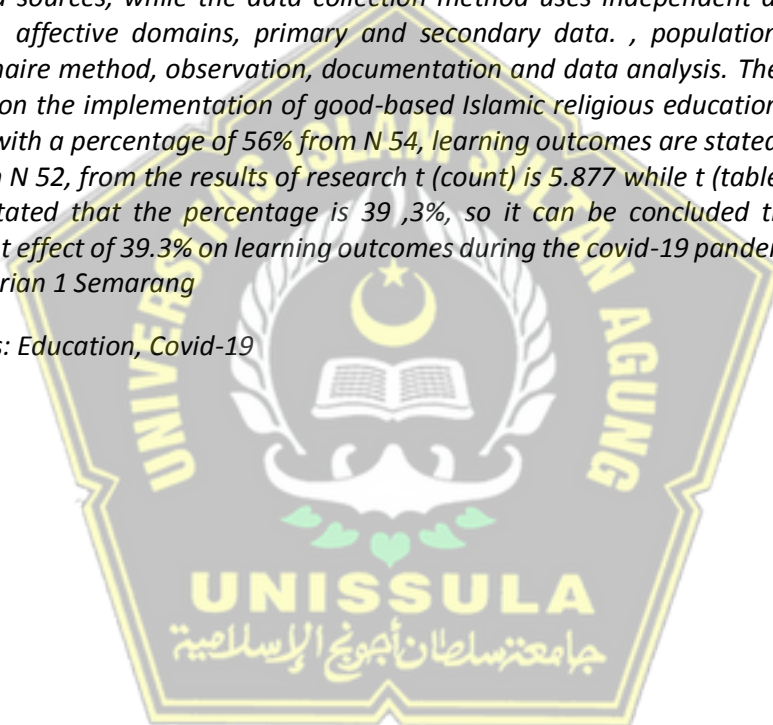 sources, while the data collection method uses independent
affective domains, primary and secondary data. , population
naire method, observation, documentation and data analysis. The
on the implementation of good-based Islamic religious education
with a percentage of 56% from N 54, learning outcomes are stated
N 52, from the results of research t (count) is 5.877 while t (table
tated that the percentage is 39 ,3%, so it can be concluded
t effect of 39.3% on learning outcomes during the covid-19 pandem
rian 1 Semarang
s: Education, Covid-19
UNIVERSITAS ISLAM SULTAN AGUNG
UNISSULA
جامعة سلطان أجونج الإسلامية